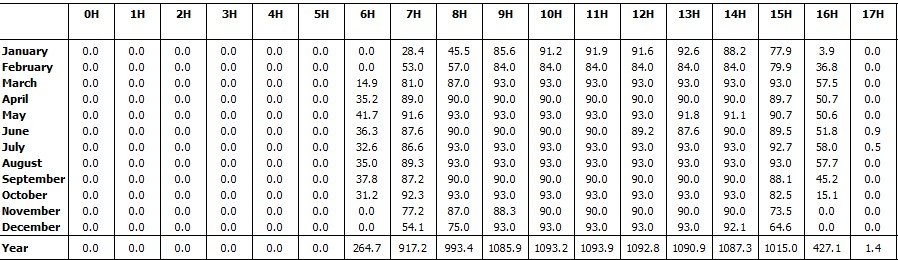 0H 1H 2H 3H 4H 5H 6H 7H 8H 9H 10H 11H 12H 13H 14H 15H 16H 17H
January 0.0 0.0 0.0 0.0 0.0 0.0 0.0 28.4 45.5 85.6 91.2 91.9 91.6 92.6 88.2 77.9 3.9 0.0
February 0.0 0.0 0.0 0.0 0.0 0.0 0.0 53.0 57.0 84.0 84.0 84.0 84.0 84.0 84.0 79.9 36.8 0.0
March 0.0 0.0 0.0 0.0 0.0 0.0 14.9 81.0 87.0 93.0 93.0 93.0 93.0 93.0 93.0 93.0 57.5 0.0
April 0.0 0.0 0.0 0.0 0.0 0.0 35.2 89.0 90.0 90.0 90.0 90.0 90.0 90.0 90.0 89.7 50.7 0.0
May 0.0 0.0 0.0 0.0 0.0 0.0 41.7 91.6 93.0 93.0 93.0 93.0 93.0 91.8 91.1 90.7 50.6 0.0
June 0.0 0.0 0.0 0.0 0.0 0.0 36.3 87.6 90.0 90.0 90.0 90.0 89.2 87.6 90.0 89.5 51.8 0.9
July 0.0 0.0 0.0 0.0 0.0 0.0 32.6 86.6 93.0 93.0 93.0 93.0 93.0 93.0 93.0 92.7 58.0 0.5
August 0.0 0.0 0.0 0.0 0.0 0.0 35.0 89.3 93.0 93.0 93.0 93.0 93.0 93.0 93.0 93.0 57.7 0.0
September 0.0 0.0 0.0 0.0 0.0 0.0 37.8 87.2 90.0 90.0 90.0 90.0 90.0 90.0 90.0 88.1 45.2 0.0
October 0.0 0.0 0.0 0.0 0.0 0.0 31.2 92.3 93.0 93.0 93.0 93.0 93.0 93.0 93.0 82.5 15.1 0.0
November 0.0 0.0 0.0 0.0 0.0 0.0 0.0 77.2 87.0 88.3 90.0 90.0 90.0 90.0 90.0 73.5 0.0 0.0
December 0.0 0.0 0.0 0.0 0.0 0.0 0.0 54.1 75.0 93.0 93.0 93.0 93.0 93.0 92.1 64.6 0.0 0.0
Year 0.0 0.0 0.0 0.0 0.0 0.0 264.7 917.2 993.4 1085.9 1093.2 1093.9 1092.8 1090.9 1087.3 1015.0 427.1 1.4